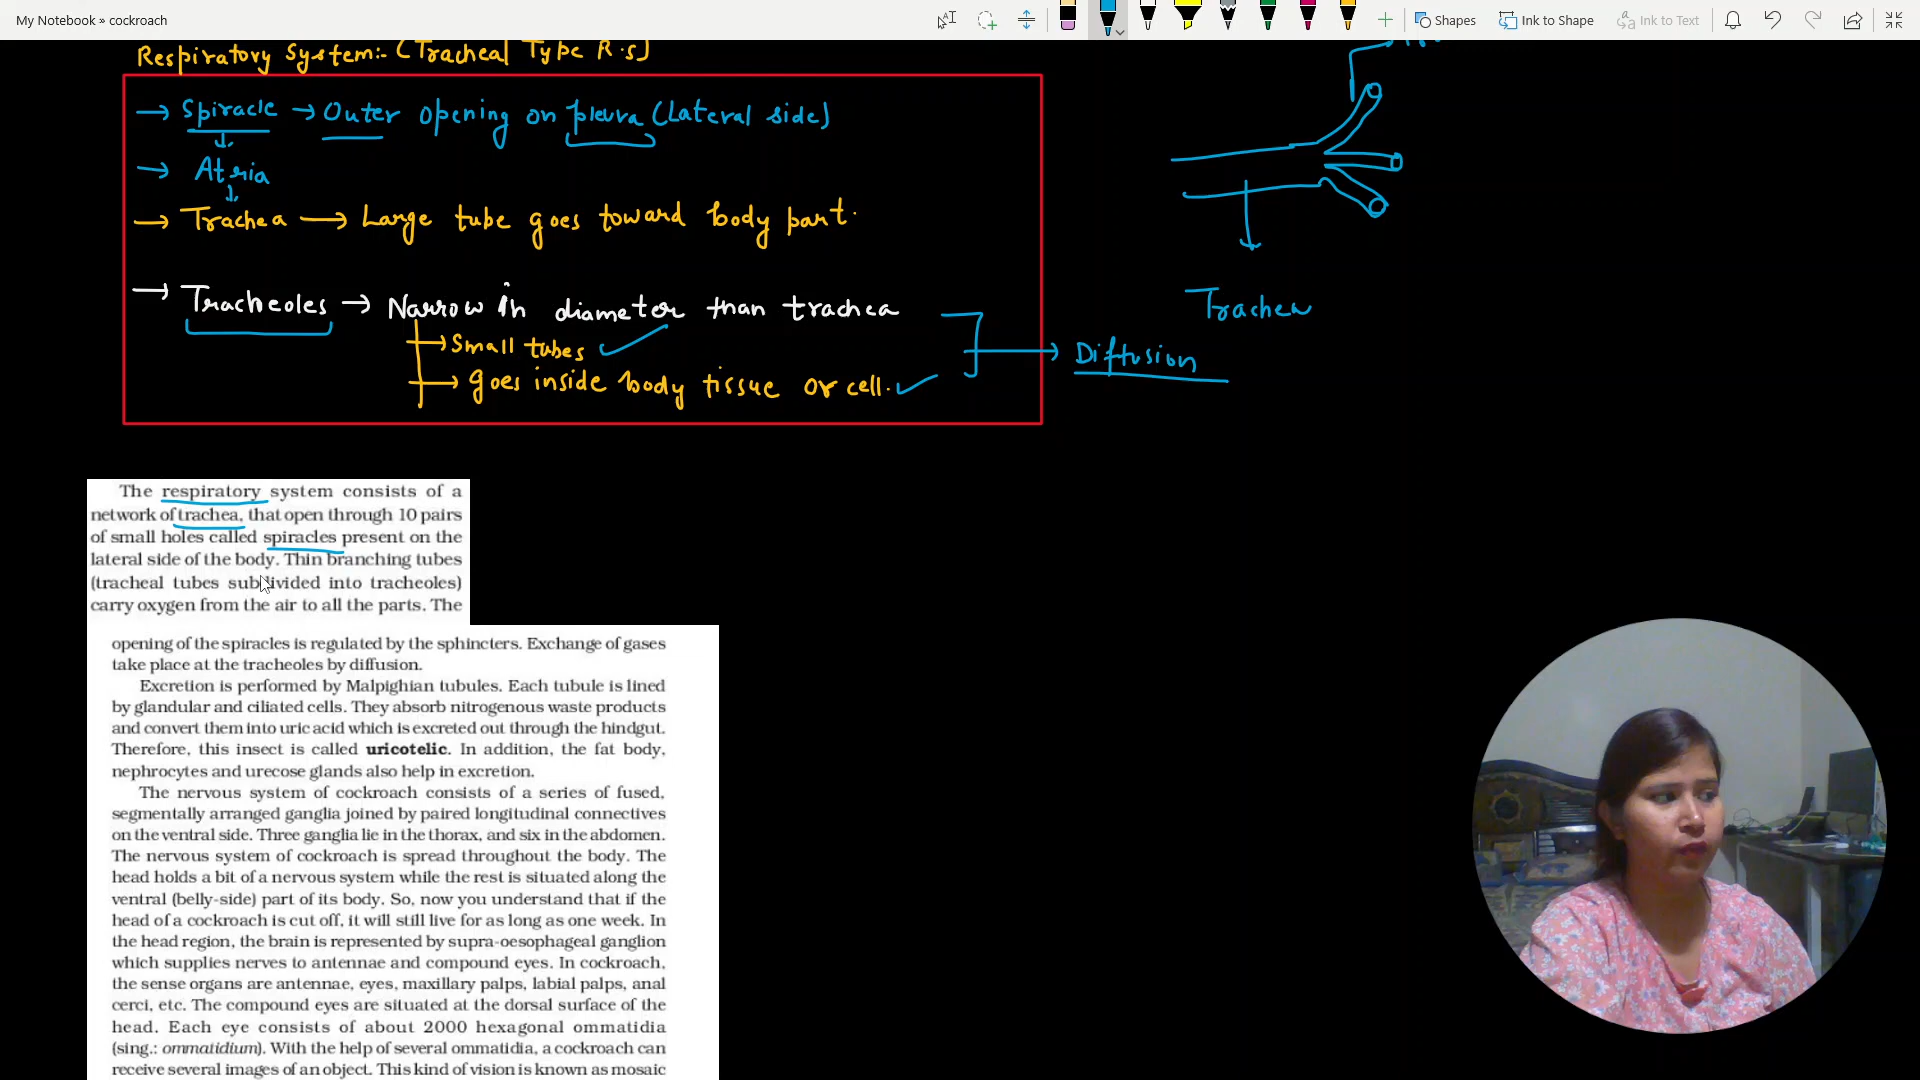 My Notebook » cockroach
Shapes
Ink to Shape
Ink to Text
Respiratory System:- (Tracheal Type R.s)
→ Spiracle → Outer opening on pleura (Lateral side)
→ Atria
→ Trachea → Large tube goes toward body part.
→ Tracheoles → Narrow in diameter than trachea
→ Small tubes
→ goes inside body tissue or cell.
→ Diffusion
Trachea
The respiratory system consists of a
network of trachea, that open through 10 pairs
of small holes called spiracles present on the
lateral side of the body. Thin branching tubes
(tracheal tubes subdivided into tracheoles)
carry oxygen from the air to all the parts. The
opening of the spiracles is regulated by the sphincters. Exchange of gases
take place at the tracheoles by diffusion.
Excretion is performed by Malpighian tubules. Each tubule is lined
by glandular and ciliated cells. They absorb nitrogenous waste products
and convert them into uric acid which is excreted out through the hindgut.
Therefore, this insect is called uricotelic. In addition, the fat body,
nephrocytes and urecose glands also help in excretion.
The nervous system of cockroach consists of a series of fused,
segmentally arranged ganglia joined by paired longitudinal connectives
on the ventral side. Three ganglia lie in the thorax, and six in the abdomen.
The nervous system of cockroach is spread throughout the body. The
head holds a bit of a nervous system while the rest is situated along the
ventral (belly-side) part of its body. So, now you understand that if the
head of a cockroach is cut off, it will still live for as long as one week. In
the head region, the brain is represented by supra-oesophageal ganglion
which supplies nerves to antennae and compound eyes. In cockroach,
the sense organs are antennae, eyes, maxillary palps, labial palps, anal
cerci, etc. The compound eyes are situated at the dorsal surface of the
head. Each eye consists of about 2000 hexagonal ommatidia
(sing.: ommatidium). With the help of several ommatidia, a cockroach can
receive several images of an object. This kind of vision is known as mosaic